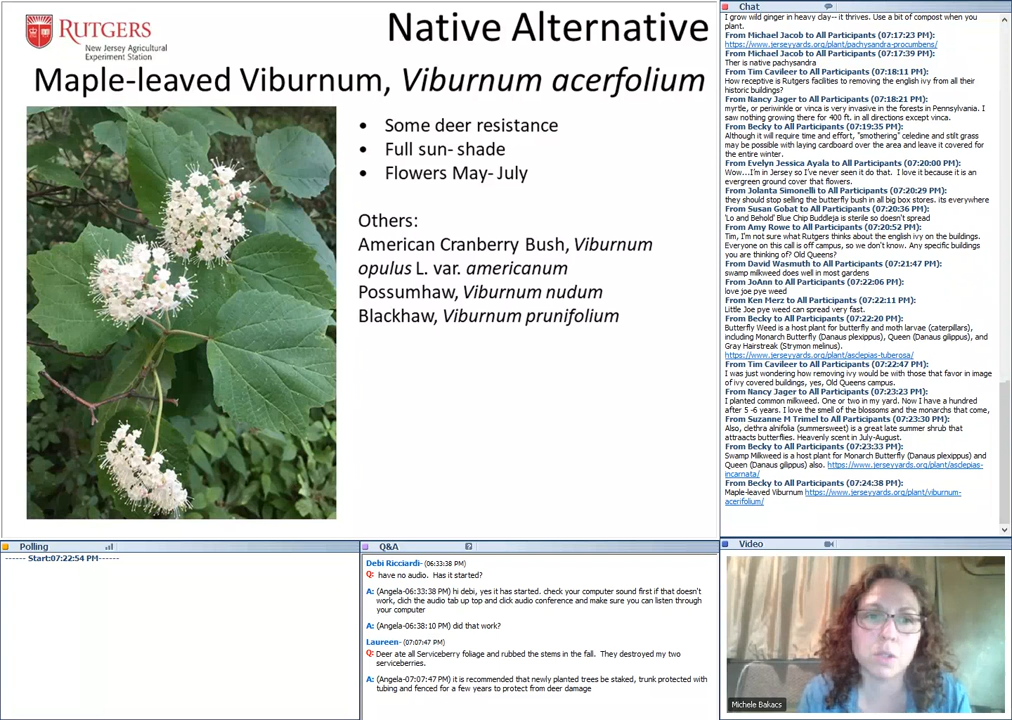 RUTGERS
New Jersey Agricultural
Experiment Station
Native Alternative
Maple-leaved Viburnum, Viburnum acerfolium
• Some deer resistance
• Full sun- shade
• Flowers May- July
Others:
American Cranberry Bush, Viburnum
opulus L. var. americanum
Possumhaw, Viburnum nudum
Blackhaw, Viburnum prunifolium
Chat
I grow wild ginger in heavy clay-- it thrives. Use a bit of compost when you
plant.
From Michael Jacob to All Participants (07:17:23 PM):
https://www.jerseyyards.org/plant/pachysandra-procumbens/
From Michael Jacob to All Participants (07:17:39 PM):
Ther is native pachysandra
From Tim Cavileer to All Participants (07:18:11 PM):
How receptive is Rutgers facilities to removing the english ivy from all their
historic buildings?
From Nancy Jager to All Participants (07:18:21 PM):
myrtle, or periwinkle or vinca is very invasive in the forests in Pennsylvania. I
saw nothing growing there for 400 ft. in all directions except vinca.
From Becky to All Participants (07:19:35 PM):
Although it will require time and effort, "smothering" celedine and stilt grass
may be possible with laying cardboard over the area and leave it covered for
the entire winter.
From Evelyn Jessica Ayala to All Participants (07:20:00 PM):
Wow...I'm in Jersey so I've never seen it do that. I love it because it is an
evergreen ground cover that flowers.
From Jolanta Simonelli to All Participants (07:20:29 PM):
they should stop selling the butterfly bush in all big box stores. its everywhere
From Susan Gobat to All Participants (07:20:36 PM):
'Lo and Behold' Blue Chip Buddleja is sterile so doesn't spread
From Amy Rowe to All Participants (07:20:52 PM):
Tim, I'm not sure what Rutgers thinks about the english ivy on the buildings.
Everyone on this call is off campus, so we don't know. Any specific buildings
you are thinking of? Old Queens?
From David Wasmuth to All Participants (07:21:47 PM):
swamp milkweed does well in most gardens
From JoAnn to All Participants (07:22:06 PM):
love joe pye weed
From Ken Merz to All Participants (07:22:11 PM):
Little Joe pye weed can spread very fast.
From Becky to All Participants (07:22:20 PM):
Butterfly Weed is a host plant for butterfly and moth larvae (caterpillars),
including Monarch Butterfly (Danaus plexippus), Queen (Danaus gilippus), and
Gray Hairstreak (Strymon melinus).
https://www.jerseyyards.org/plant/asclepias-tuberosa/
From Tim Cavileer to All Participants (07:22:47 PM):
I was just wondering how removing ivy would be with those that favor in image
of ivy covered buildings, yes, Old Queens campus.
From Nancy Jager to All Participants (07:23:23 PM):
I planted common milkweed. One or two in my yard. Now I have a hundred
after 5 -6 years. I love the smell of the blossoms and the monarchs that come,
From Suzanne M Trimel to All Participants (07:23:30 PM):
Also, clethra alnifolia (summersweet) is a great late summer shrub that
attraacts butterflies. Heavenly scent in July-August.
From Becky to All Participants (07:23:33 PM):
Swamp Milkweed is a host plant for Monarch Butterfly (Danaus plexippus) and
Queen (Danaus gilippus) also. https://www.jerseyyards.org/plant/asclepias-
incarnata/
From Becky to All Participants (07:24:38 PM):
Maple-leaved Viburnum https://www.jerseyyards.org/plant/viburnum-
acerifolium/
Polling
------ Start:07:22:54 PM------
Q&A
Debi Ricciardi- (06:33:38 PM)
Q: have no audio. Has it started?
A: (Angela-06:33:38 PM) hi debi, yes it has started. check your computer sound first if that doesn't
work, clich the audio tab up top and click audio conference and make sure you can listen through
your computer
A: (Angela-06:38:10 PM) did that work?
Laureen- (07:07:47 PM)
Q: Deer ate all Serviceberry foliage and rubbed the stems in the fall. They destroyed my two
serviceberries.
A: (Angela-07:07:47 PM) it is recommended that newly planted trees be staked, trunk protected with
tubing and fenced for a few years to protect from deer damage
Video
Michele Bakacs